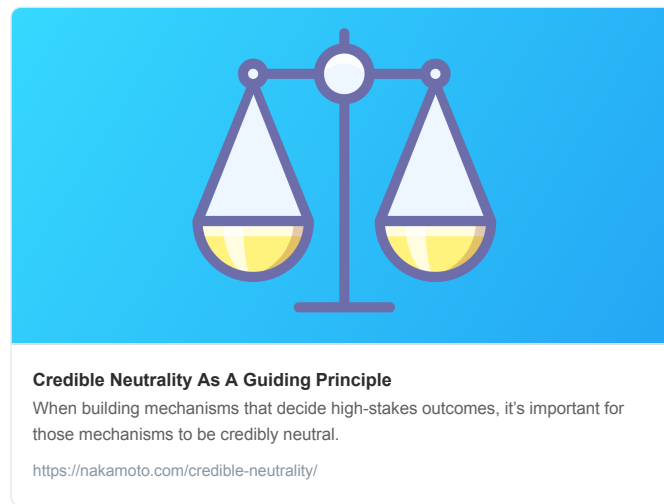 Credible Neutrality As A Guiding Principle
When building mechanisms that decide high-stakes outcomes, it's important for
those mechanisms to be credibly neutral.
https://nakamoto.com/credible-neutrality/